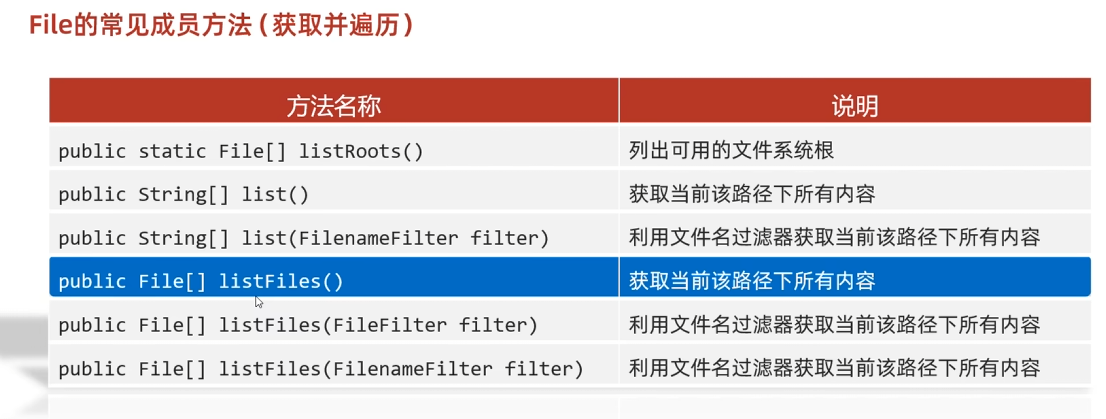 File的常见成员方法(获取并遍历)
方法名称 说明
public static File[] listRoots() 列出可用的文件系统根
public String[] list() 获取当前该路径下所有内容
public String[] list(FilenameFilter filter) 利用文件名过滤器获取当前该路径下所有内容
public File[] listFiles() 获取当前该路径下所有内容
public File[] listFiles(FileFilter filter) 利用文件名过滤器获取当前该路径下所有内容
public File[] listFiles(FilenameFilter filter) 利用文件名过滤器获取当前该路径下所有内容